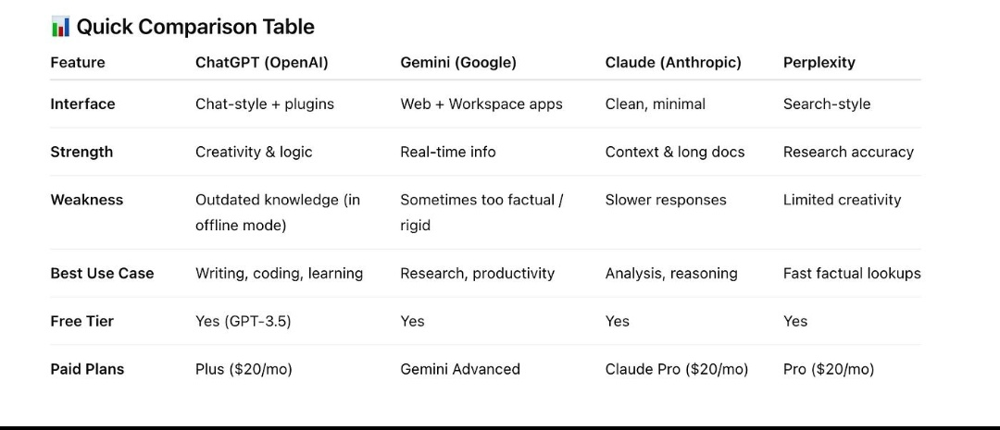 📊 Quick Comparison Table
Feature ChatGPT (OpenAI) Gemini (Google) Claude (Anthropic) Perplexity
Interface Chat-style + plugins Web + Workspace apps Clean, minimal Search-style
Strength Creativity & logic Real-time info Context & long docs Research accuracy
Weakness Outdated knowledge (in Sometimes too factual / Slower responses Limited creativity
offline mode) rigid
Best Use Case Writing, coding, learning Research, productivity Analysis, reasoning Fast factual lookups
Free Tier Yes (GPT-3.5) Yes Yes Yes
Paid Plans Plus ($20/mo) Gemini Advanced Claude Pro ($20/mo) Pro ($20/mo)